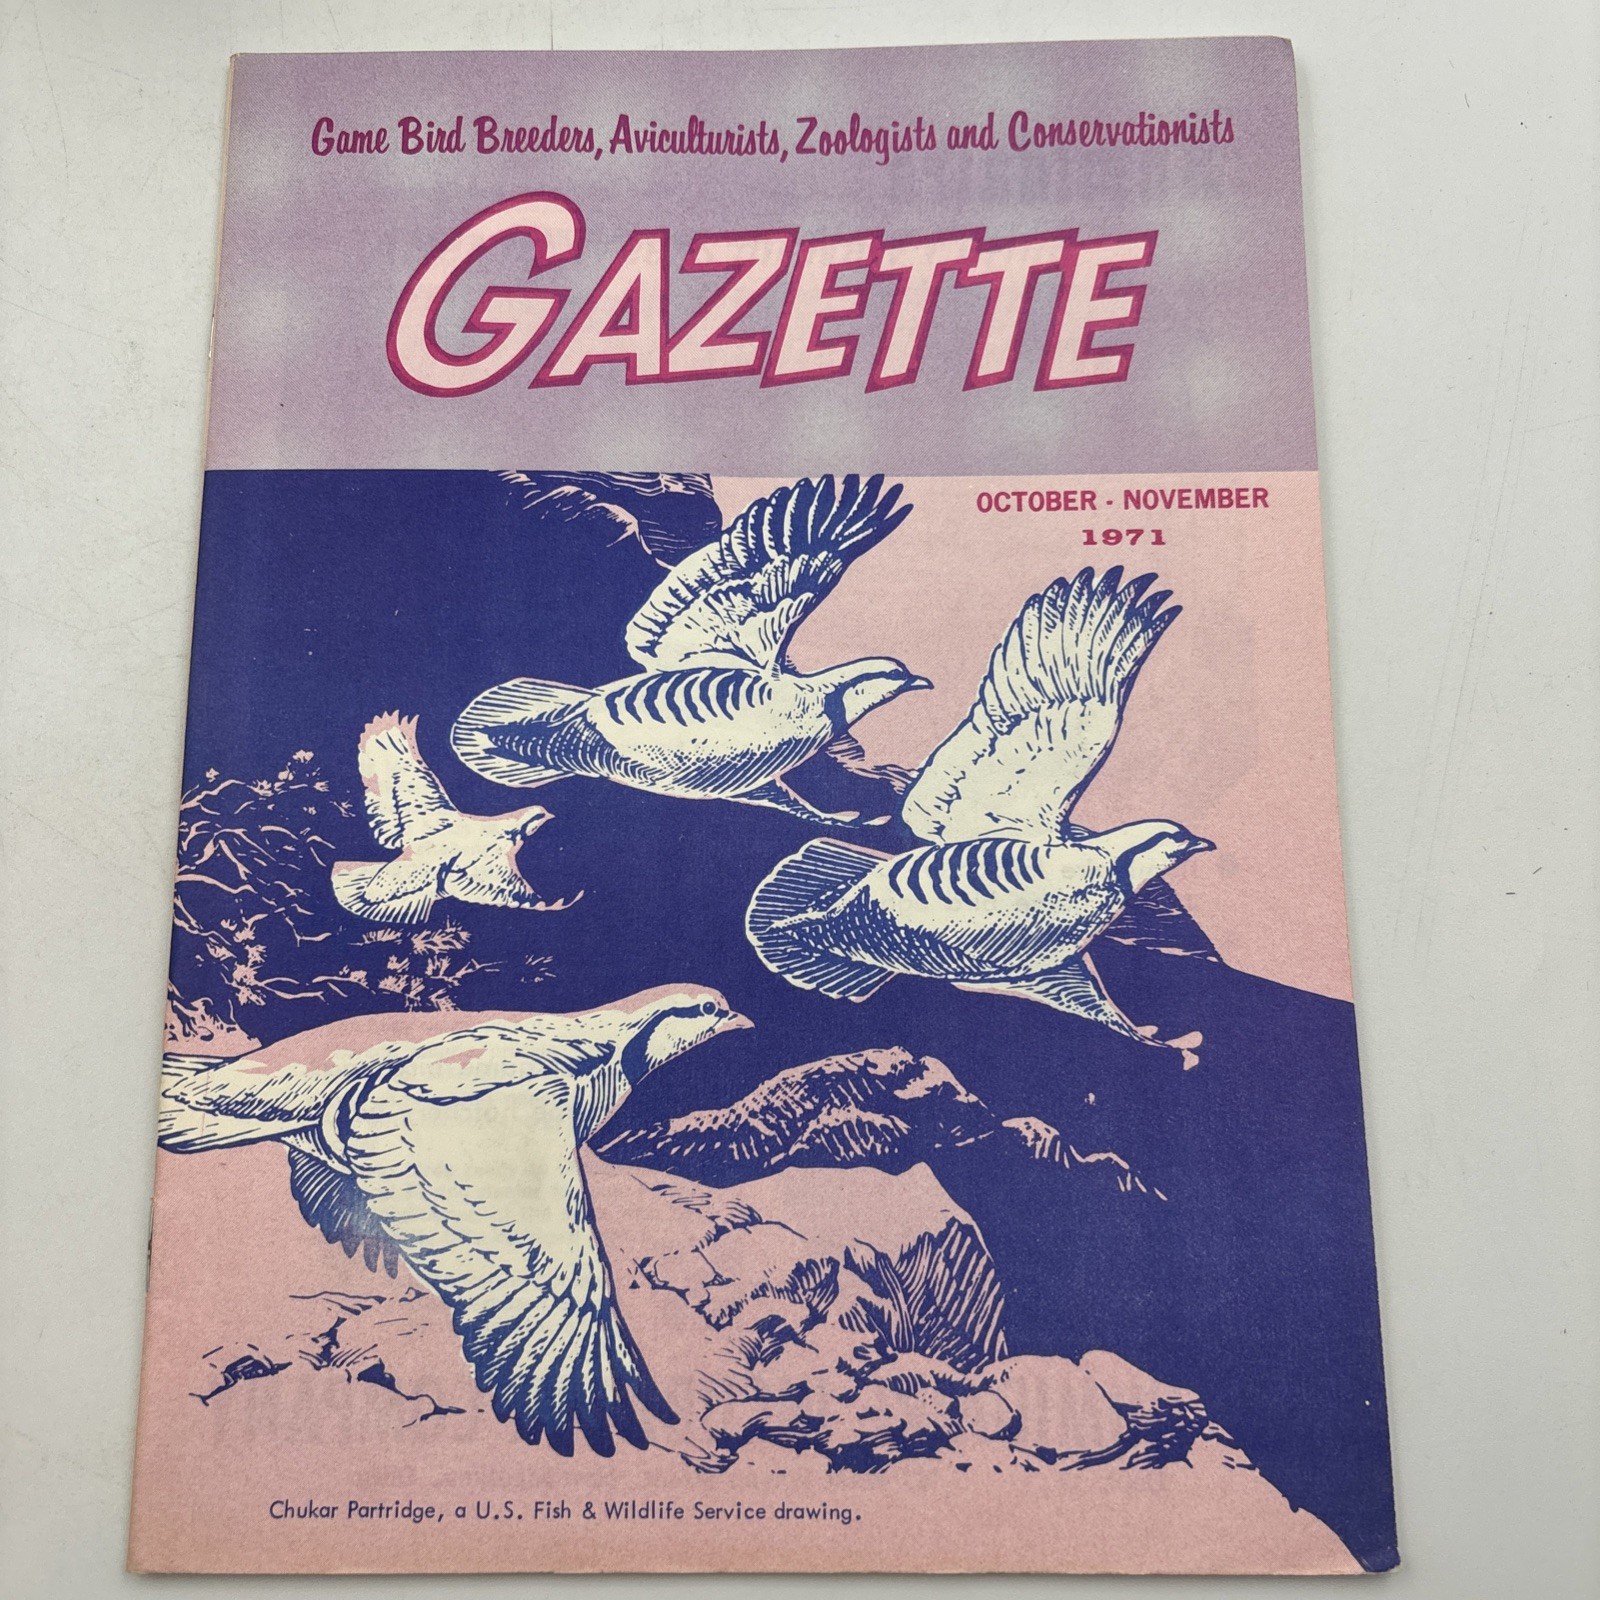 Game Bird Breeders, Aviculturists, Zoologists and Conservationists
GAZETTE
OCTOBER - NOVEMBER
1971
Chukar Partridge, a U.S. Fish & Wildlife Service drawing.